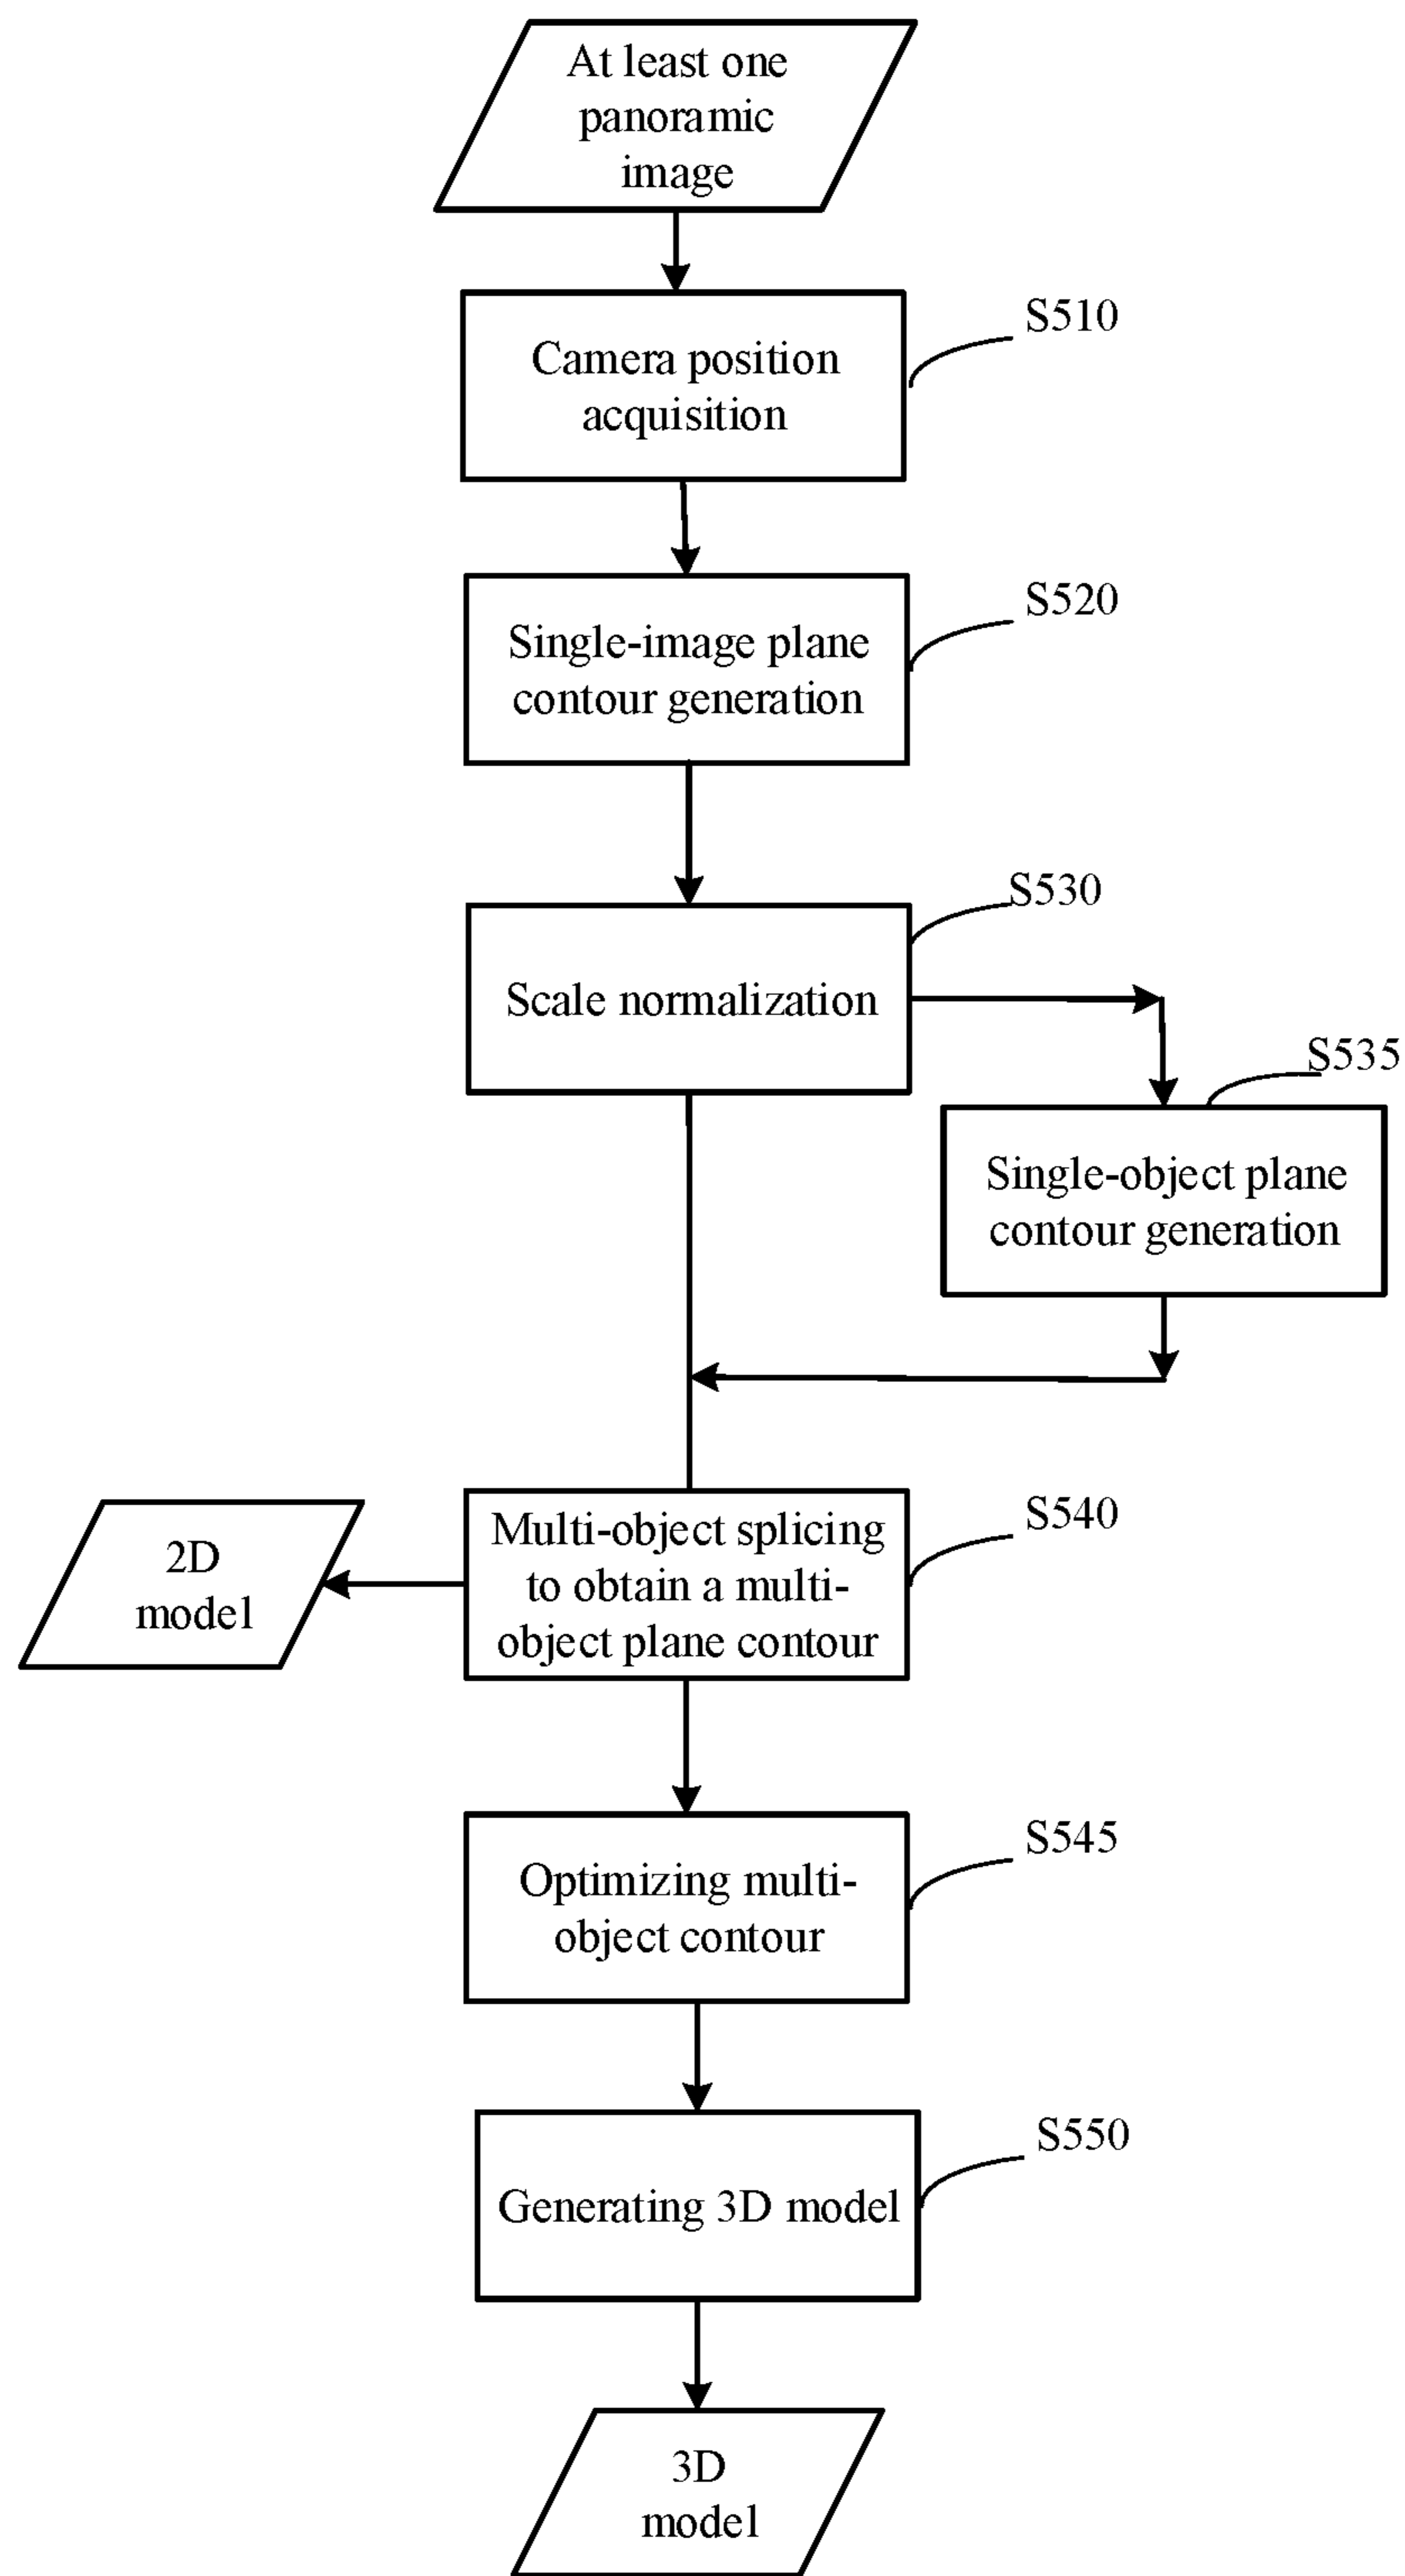 At least one
panoramic
image
S510
Camera position
acquisition
S520
Single-image plane
contour generation
S530
Scale normalization
S535
Single-object plane
contour generation
S540
Multi-object splicing
to obtain a multi-
object plane contour
2D
model
S545
Optimizing multi-
object contour
S550
Generating 3D model
3D
model